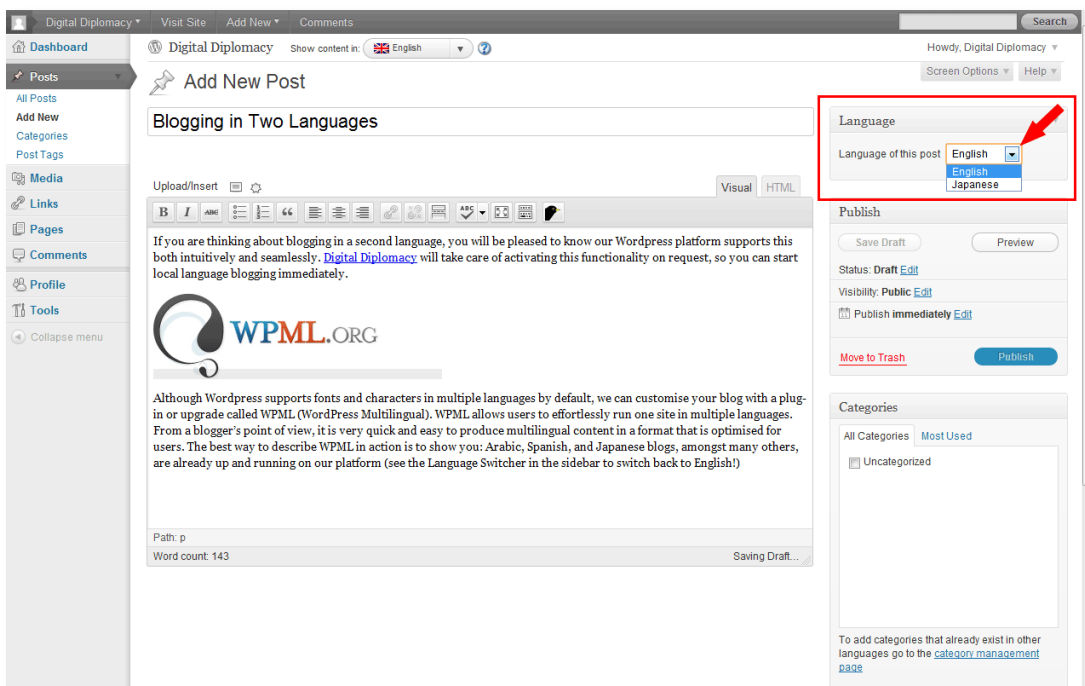 Digital Diplomacy
Visit Site
Add New
Comments
Search
Dashboard
Digital Diplomacy
Show content in:
English
Howdy, Digital Diplomacy
Screen Options
Help
Posts
All Posts
Add New
Categories
Post Tags
Media
Links
Pages
Comments
Profile
Tools
Collapse menu
Add New Post
Blogging in Two Languages
Upload/Insert
Visual
HTML
B I ABC
ABC
If you are thinking about blogging in a second language, you will be pleased to know our Wordpress platform supports this
both intuitively and seamlessly. Digital Diplomacy will take care of activating this functionality on request, so you can start
local language blogging immediately.
WPML.ORG
Although Wordpress supports fonts and characters in multiple languages by default, we can customise your blog with a plug-
in or upgrade called WPML (WordPress Multilingual). WPML allows users to effortlessly run one site in multiple languages.
From a blogger's point of view, it is very quick and easy to produce multilingual content in a format that is optimised for
users. The best way to describe WPML in action is to show you: Arabic, Spanish, and Japanese blogs, amongst many others,
are already up and running on our platform (see the Language Switcher in the sidebar to switch back to English!)
Path: p
Word count: 143
Saving Draft...
Language
Language of this post
English
English
Japanese
Publish
Save Draft
Preview
Status: Draft Edit
Visibility: Public Edit
Publish immediately Edit
Move to Trash
Publish
Categories
All Categories
Most Used
Uncategorized
To add categories that already exist in other
languages go to the category management
page